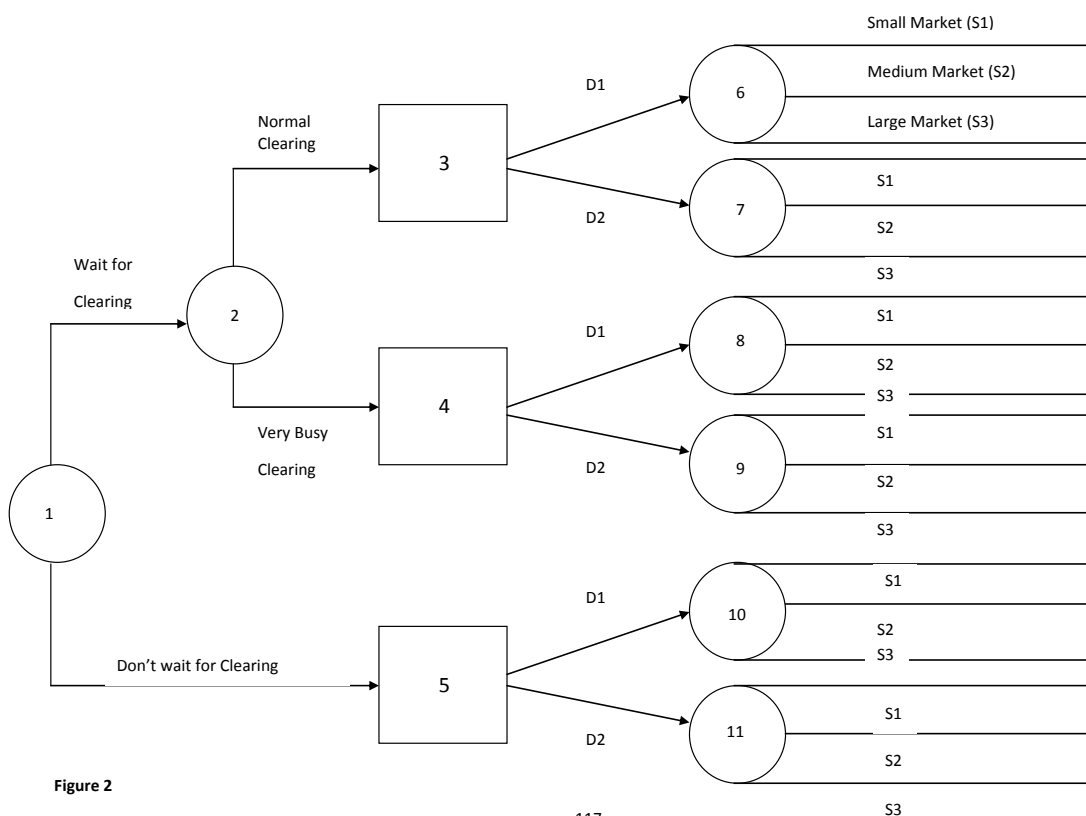 Small Market (S1)
D1
6
Medium Market (S2)
Large Market (S3)
Normal
Clearing
3
D2
7
S1
S2
S3
Wait for
Clearing
2
D1
8
S1
S2
S3
4
Very Busy
Clearing
D2
9
S1
S2
S3
1
D1
10
S1
S2
S3
Don't wait for Clearing
5
D2
11
S1
S2
S3
Figure 2